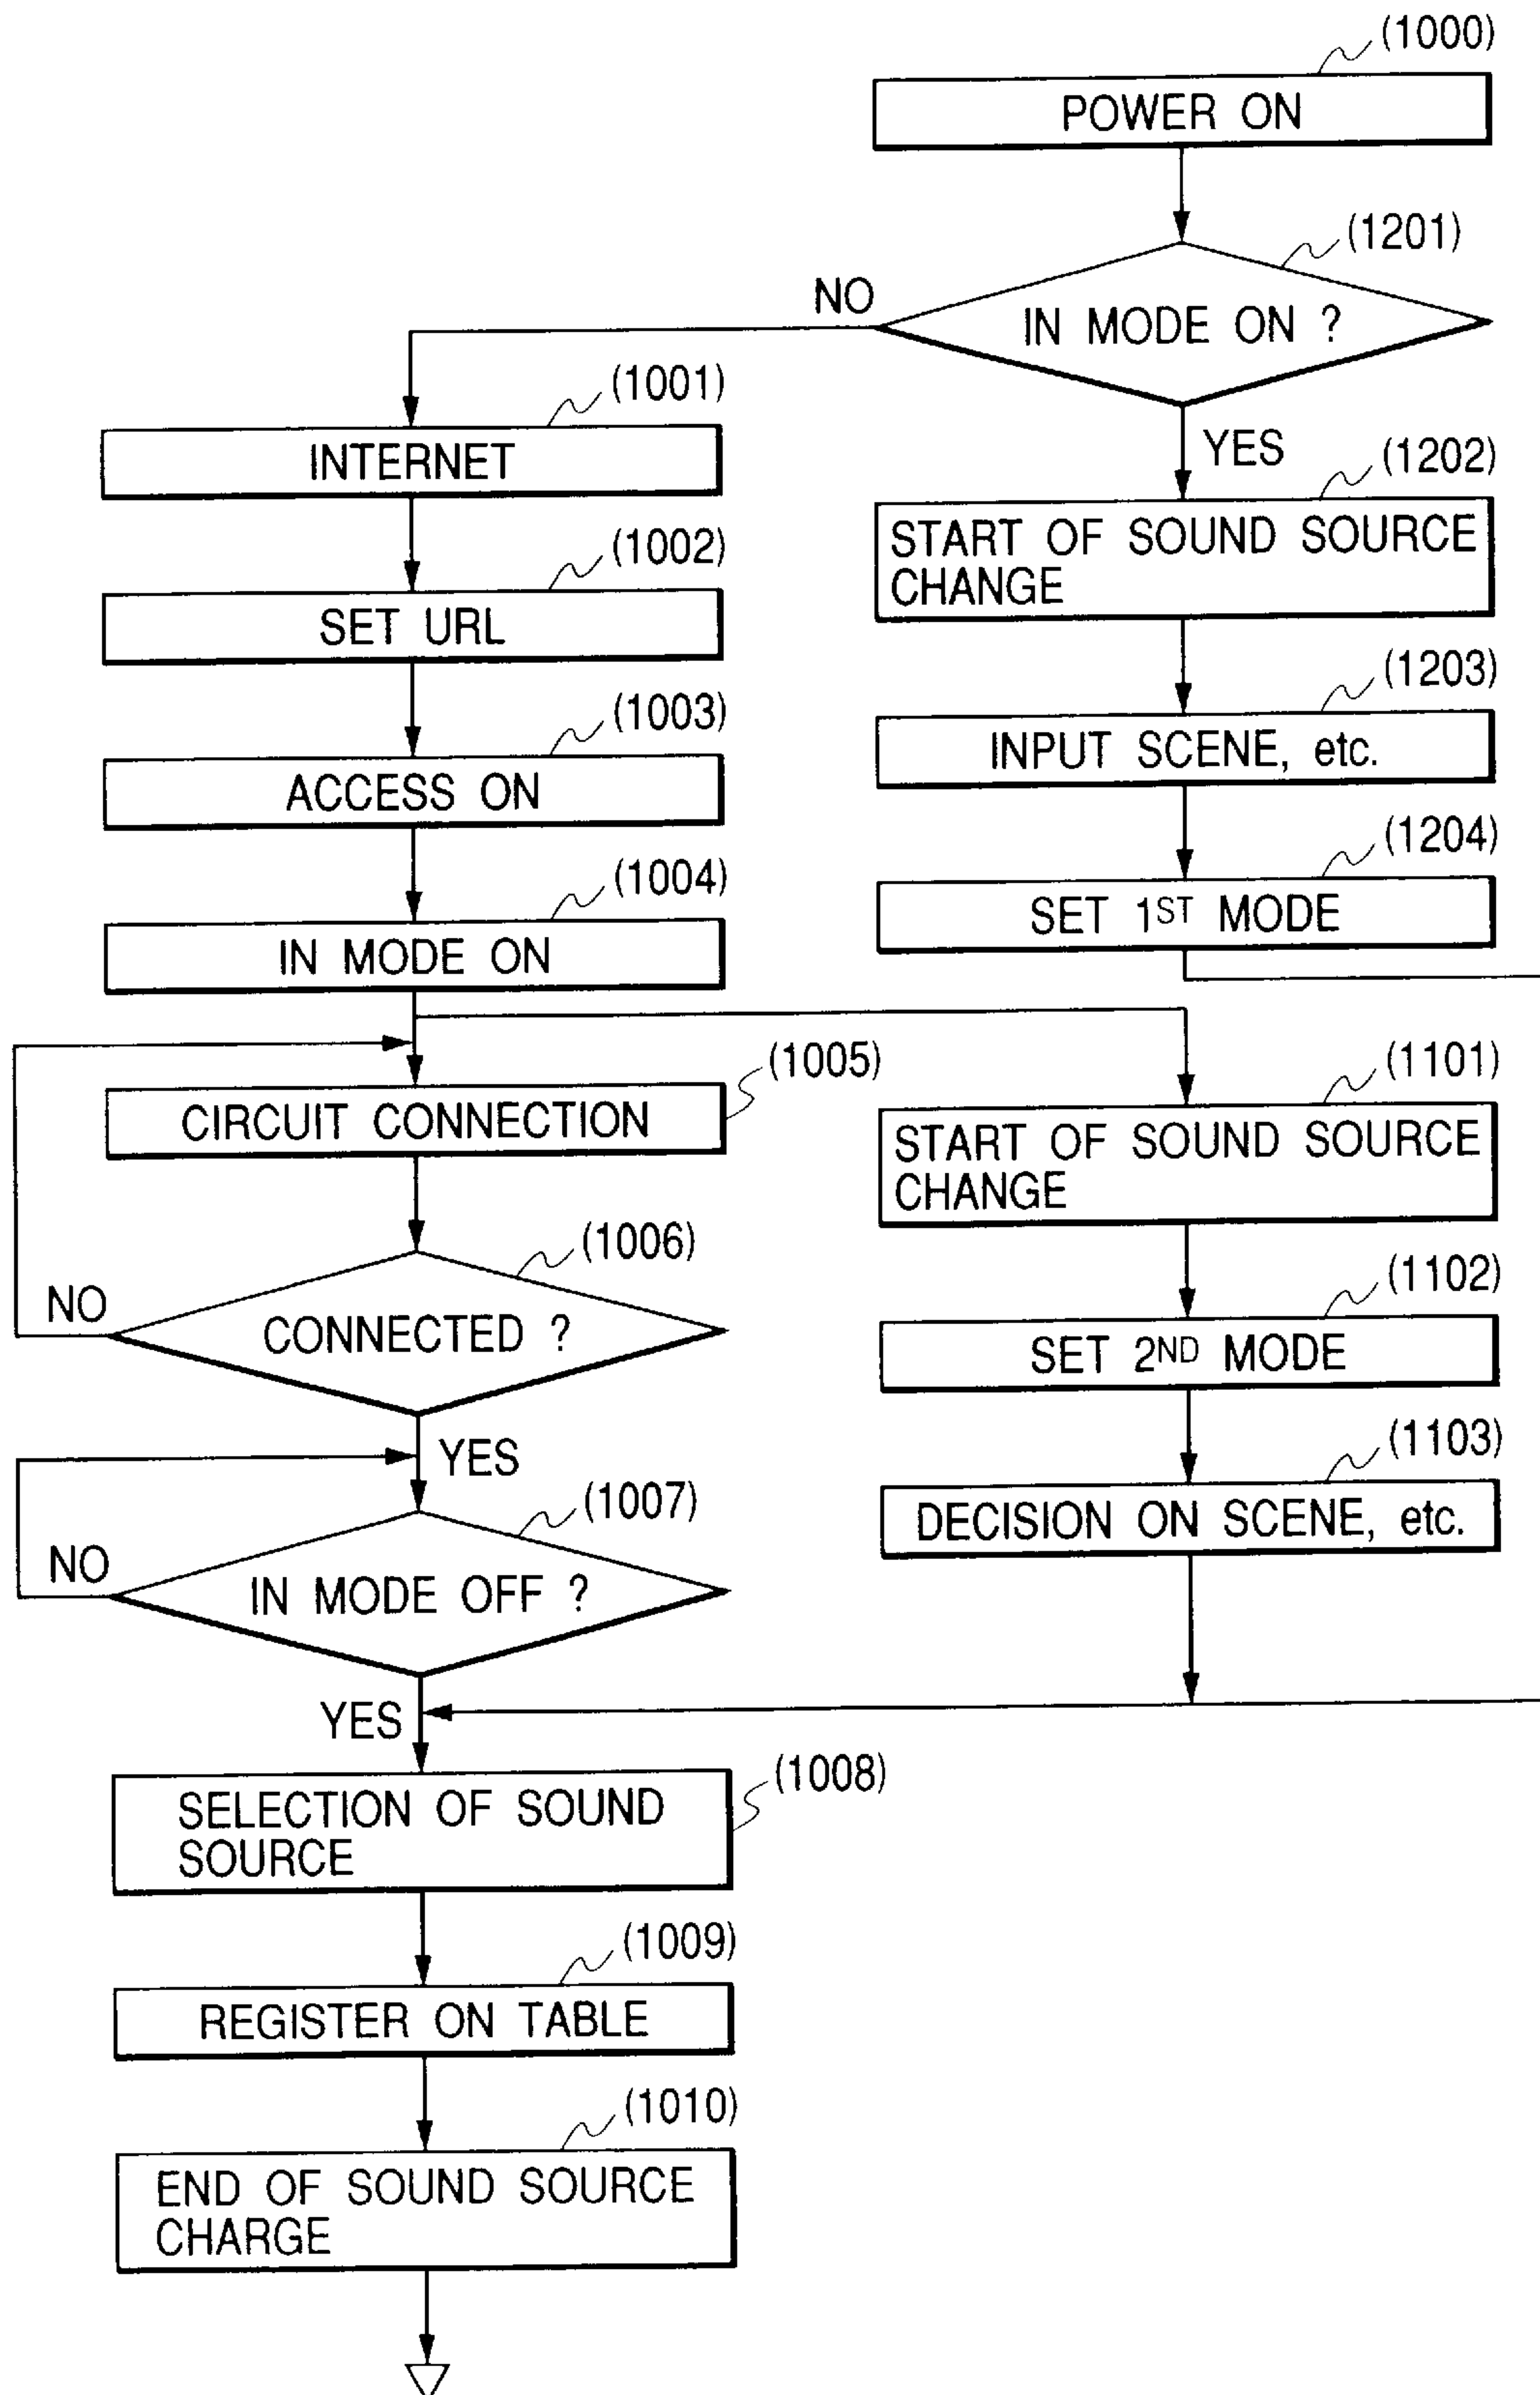 (1000)
POWER ON
(1201)
IN MODE ON ?
NO
YES
(1001)
INTERNET
(1002)
SET URL
(1003)
ACCESS ON
(1004)
IN MODE ON
(1202)
START OF SOUND SOURCE
CHANGE
(1203)
INPUT SCENE, etc.
(1204)
SET 1ST MODE
(1005)
CIRCUIT CONNECTION
(1006)
CONNECTED ?
NO
YES
(1007)
IN MODE OFF ?
NO
YES
(1101)
START OF SOUND SOURCE
CHANGE
(1102)
SET 2ND MODE
(1103)
DECISION ON SCENE, etc.
(1008)
SELECTION OF SOUND
SOURCE
(1009)
REGISTER ON TABLE
(1010)
END OF SOUND SOURCE
CHARGE